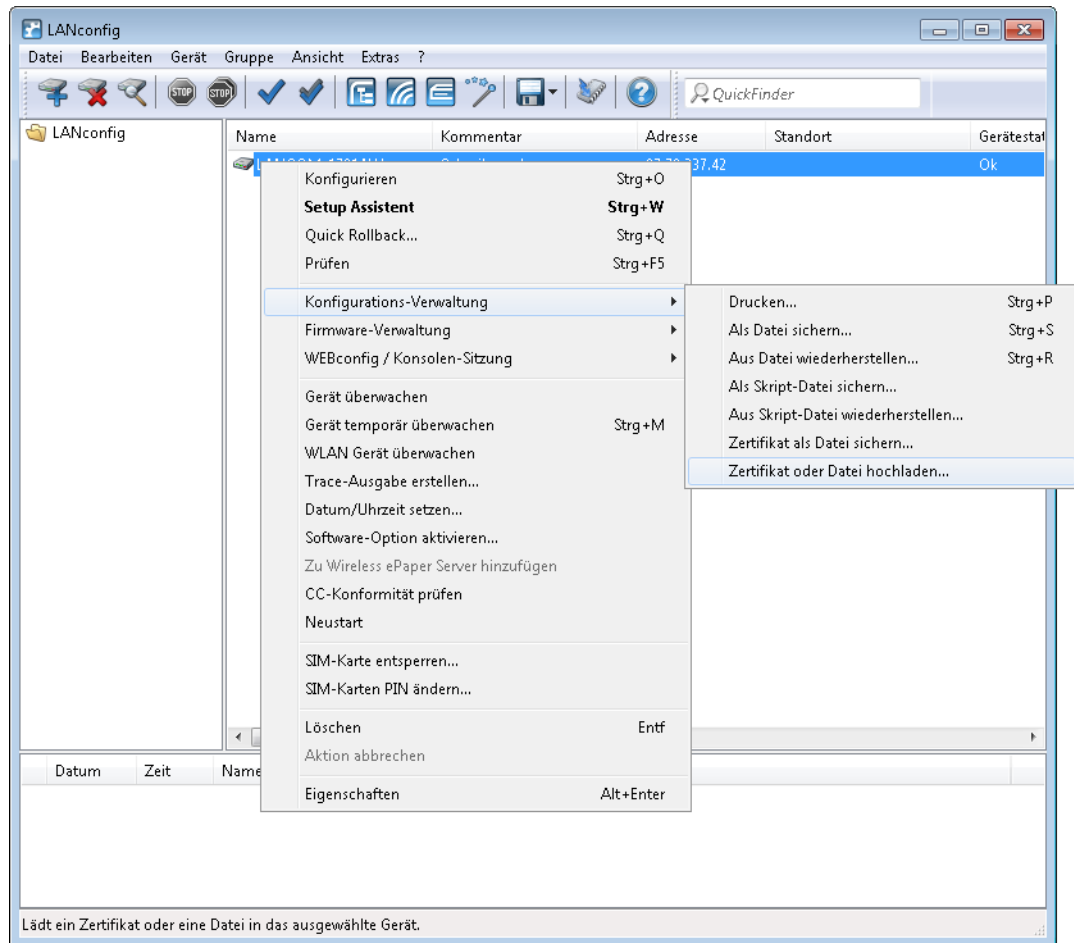 LANconfig
Datei Bearbeiten Gerät Gruppe Ansicht Extras ?
STOP STOP QuickFinder
LANconfig
Name Kommentar Adresse Standort Gerätestat
Ok
Konfigurieren Strg+O
Setup Assistent Strg+W
Quick Rollback... Strg+Q
Prüfen Strg+F5
Konfigurations-Verwaltung
Firmware-Verwaltung
WEBconfig / Konsolen-Sitzung
Gerät überwachen
Gerät temporär überwachen Strg+M
WLAN Gerät überwachen
Trace-Ausgabe erstellen...
Datum/Uhrzeit setzen...
Software-Option aktivieren...
Zu Wireless ePaper Server hinzufügen
CC-Konformität prüfen
Neustart
SIM-Karte entsperren...
SIM-Karten PIN ändern...
Löschen Entf
Aktion abbrechen
Eigenschaften Alt+Enter
Drucken... Strg+P
Als Datei sichern... Strg+S
Aus Datei wiederherstellen... Strg+R
Als Skript-Datei sichern...
Aus Skript-Datei wiederherstellen...
Zertifikat als Datei sichern...
Zertifikat oder Datei hochladen...
Datum Zeit Name
Lädt ein Zertifikat oder eine Datei in das ausgewählte Gerät.